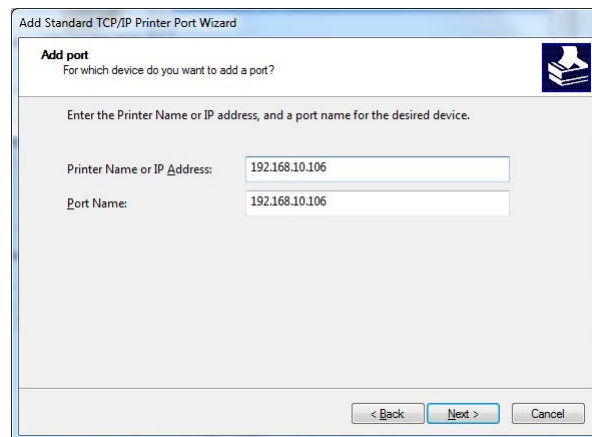 Add Standard TCP/IP Printer Port Wizard
Add port
For which device do you want to add a port?
Enter the Printer Name or IP address, and a port name for the desired device.
Printer Name or IP Address: 192.168.10.106
Port Name: 192.168.10.106
< Back Next > Cancel